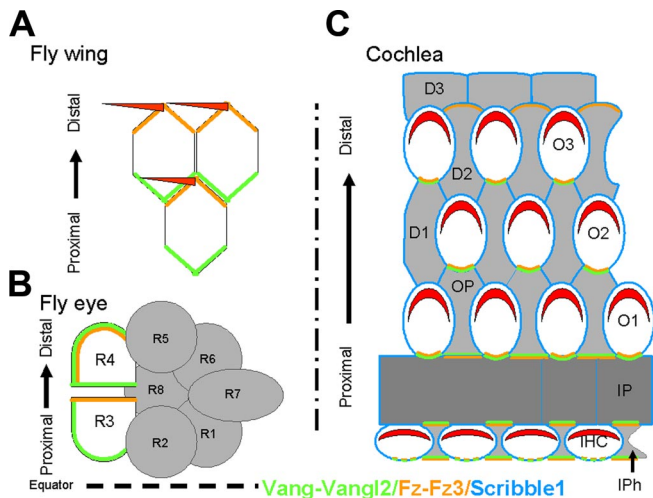 A
Fly wing
Distal
Proximal
B
Fly eye
Distal
Proximal
R4
R3
R5
R6
R8
R7
R2
R1
Equator
C
Cochlea
Distal
Proximal
D3
O3
D2
D1
O2
OP
O1
IP
IHC
IPh
Vang-Vangl2/Fz-Fz3/Scribble1